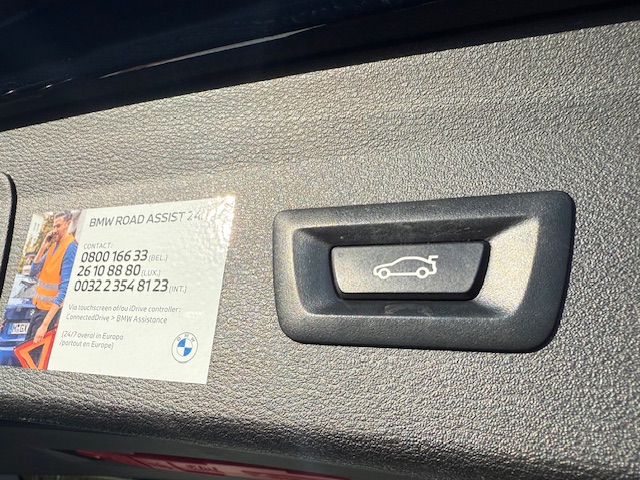 BMW ROAD ASSIST 24/7
CONTACT:
0800 166 33 (BEL.)
26 10 88 80 (LUX.)
0032 2 354 81 23 (INT.)
Via touchscreen of/ou iDrive controller:
ConnectedDrive > BMW Assistance
(24/7 overal in Europa
/partout en Europe)